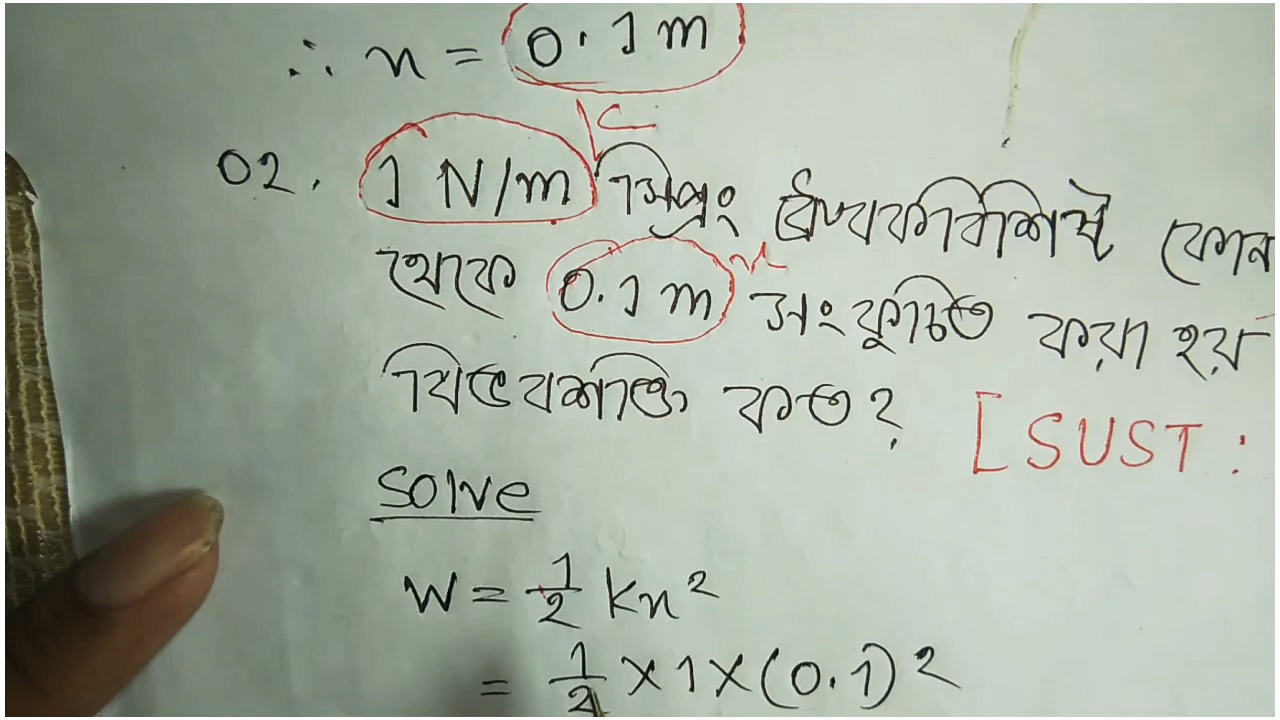 ∴ x = 0.1 m
02. 1 N/m স্প্রিং ধ্রুবকবিশিষ্ট কোন
থেকে 0.1 m সংকুচিত করা হয়
বিভবশক্তি কত?
[SUST:
Solve
W = 1/2 Kx²
= 1/2 × 1 × (0.1)²